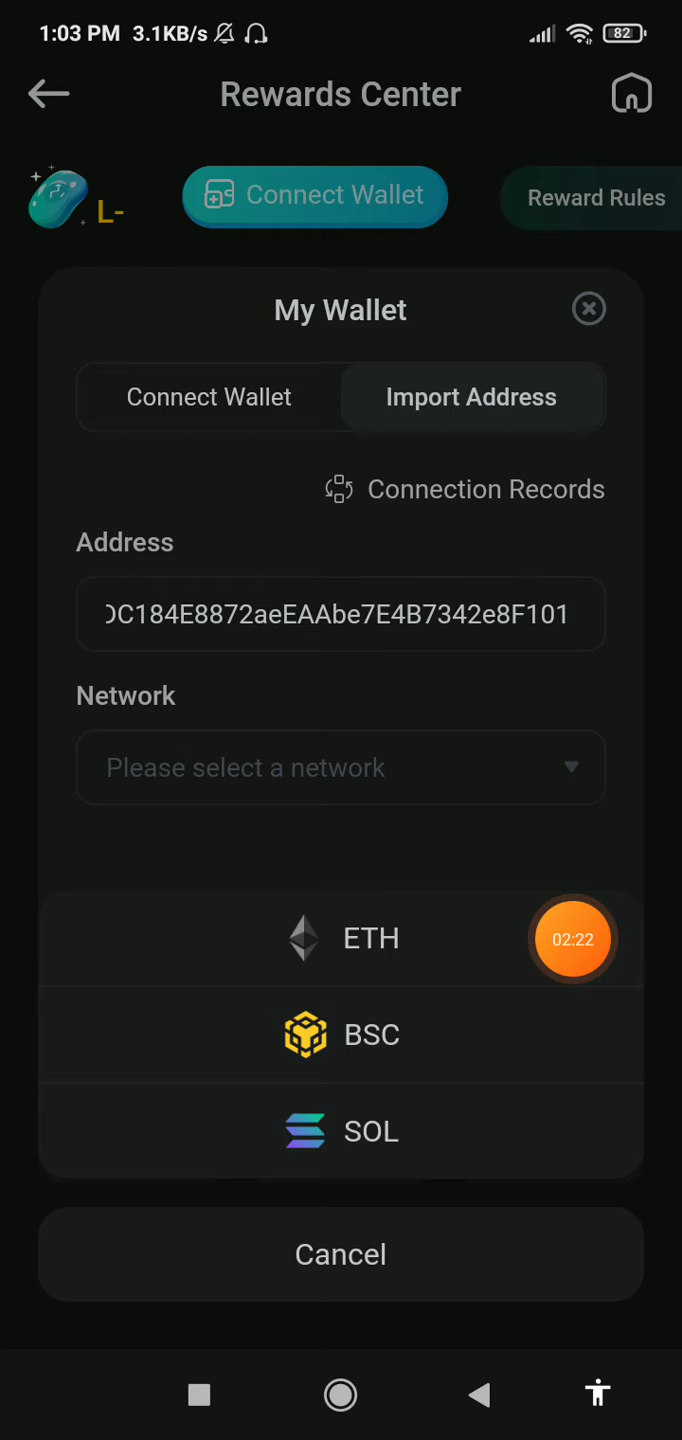 1:03 PM 3.1KB/s 82
Rewards Center
L-
Connect Wallet
Reward Rules
My Wallet
Connect Wallet
Import Address
Connection Records
Address
DC184E8872aeEAAbe7E4B7342e8F101
Network
Please select a network
ETH
02:22
BSC
SOL
Cancel